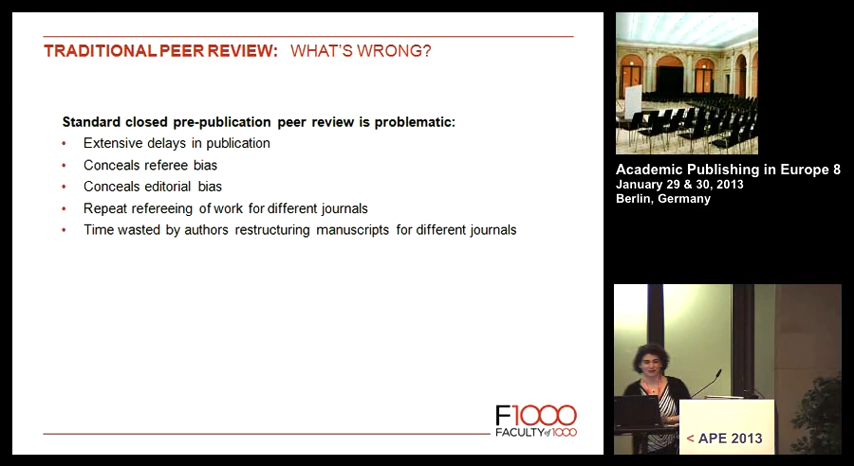 TRADITIONAL PEER REVIEW: WHAT'S WRONG?
Standard closed pre-publication peer review is problematic:
• Extensive delays in publication
• Conceals referee bias
• Conceals editorial bias
• Repeat refereeing of work for different journals
• Time wasted by authors restructuring manuscripts for different journals
F1000
FACULTY of 1000
Academic Publishing in Europe 8
January 29 & 30, 2013
Berlin, Germany
< APE 2013